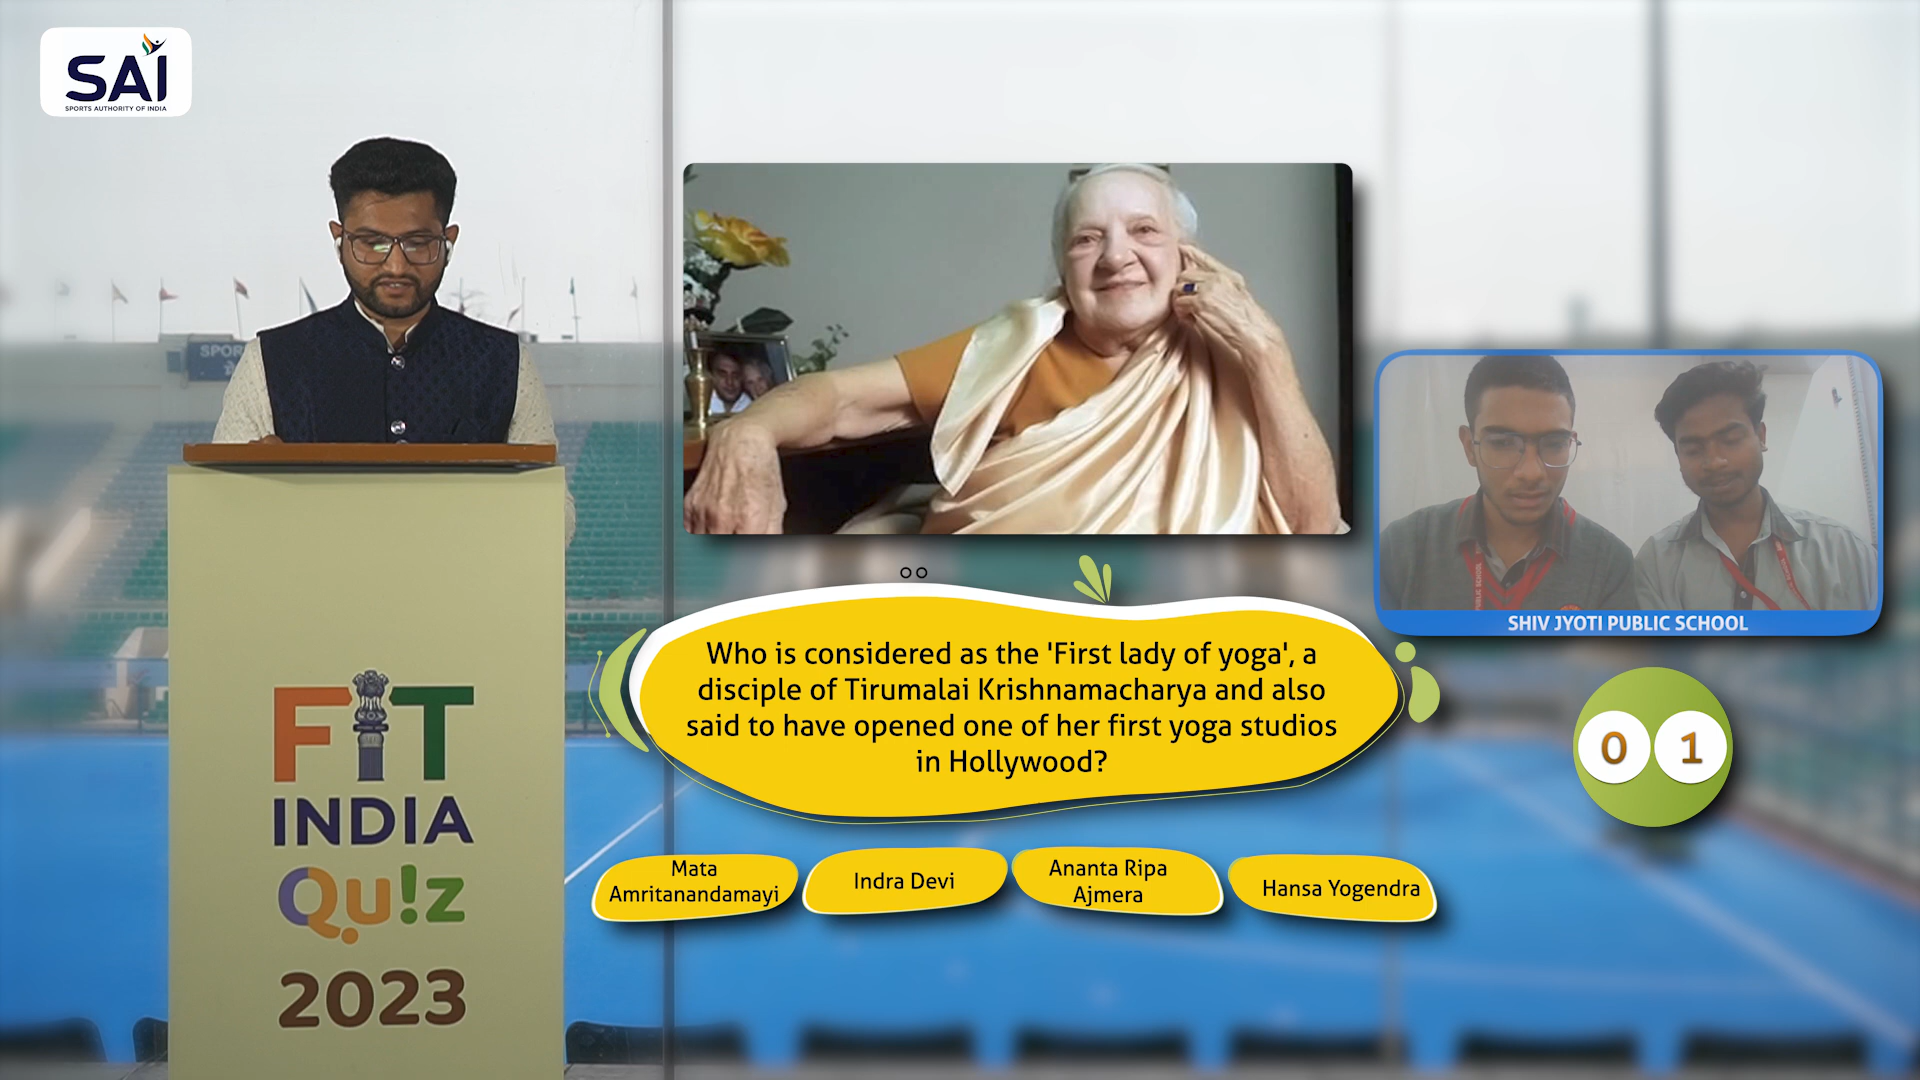 SAI
SPORTS AUTHORITY OF INDIA
SPOR
FIT
INDIA
Qu!z
2023
Who is considered as the 'First lady of yoga', a
disciple of Tirumalai Krishnamacharya and also
said to have opened one of her first yoga studios
in Hollywood?
Mata
Amritanandamayi
Indra Devi
Ananta Ripa
Ajmera
Hansa Yogendra
SHIV JYOTI PUBLIC SCHOOL
0 1